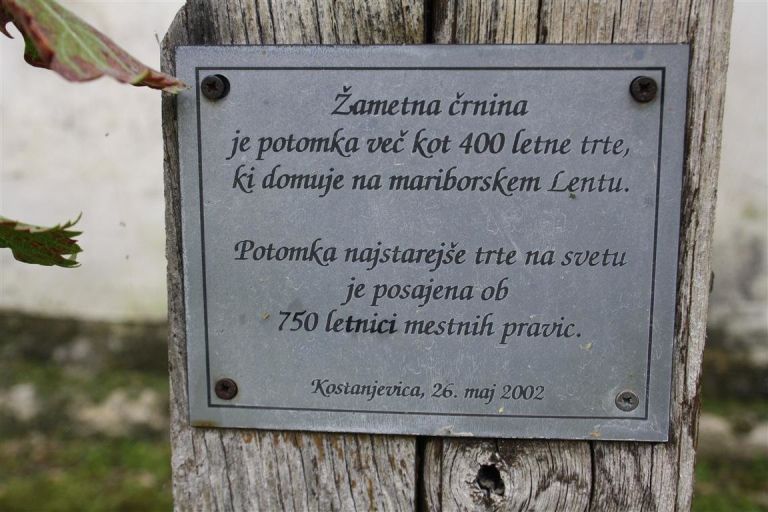 Žametna črnina
je potomka več kot 400 letne trte,
ki domuje na mariborskem Lentu.
Potomka najstarejše trte na svetu
je posajena ob
750 letnici mestnih pravic.
Kostanjevica, 26. maj 2002